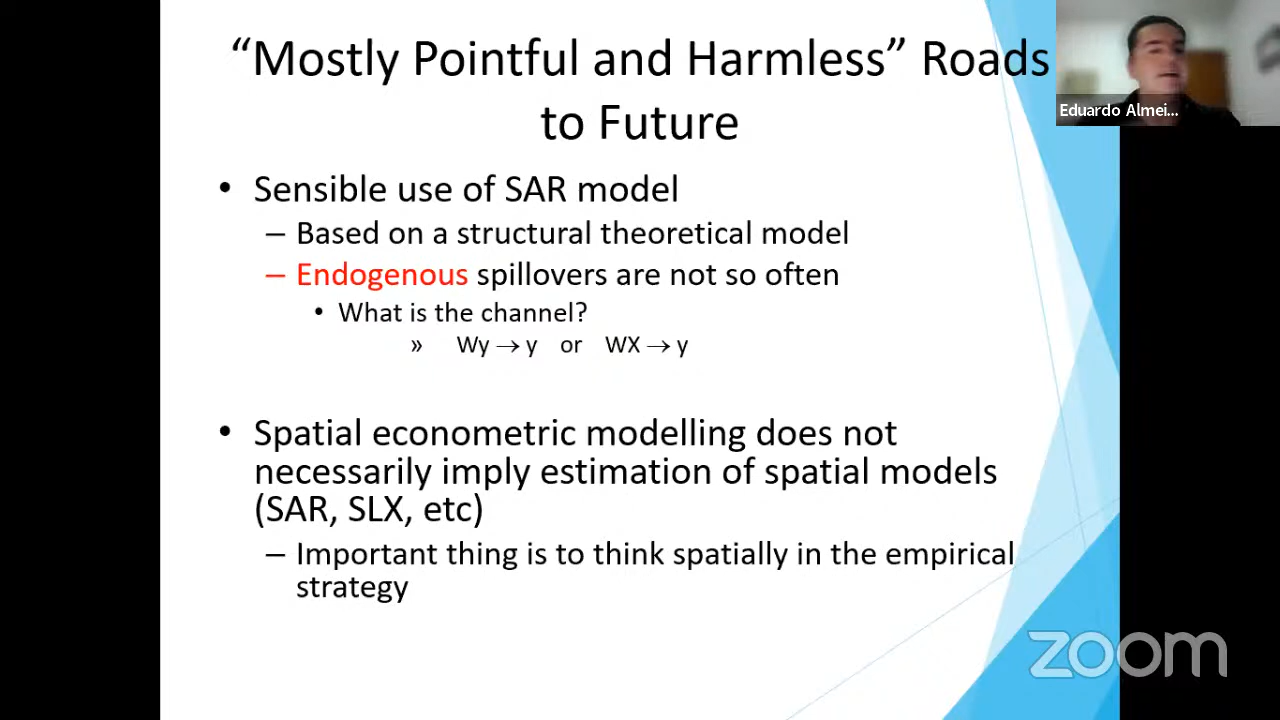 “Mostly Pointful and Harmless” Roads
to Future
Eduardo Almei...
• Sensible use of SAR model
– Based on a structural theoretical model
– Endogenous spillovers are not so often
• What is the channel?
» Wy → y or WX → y
• Spatial econometric modelling does not
necessarily imply estimation of spatial models
(SAR, SLX, etc)
– Important thing is to think spatially in the empirical
strategy
zoom